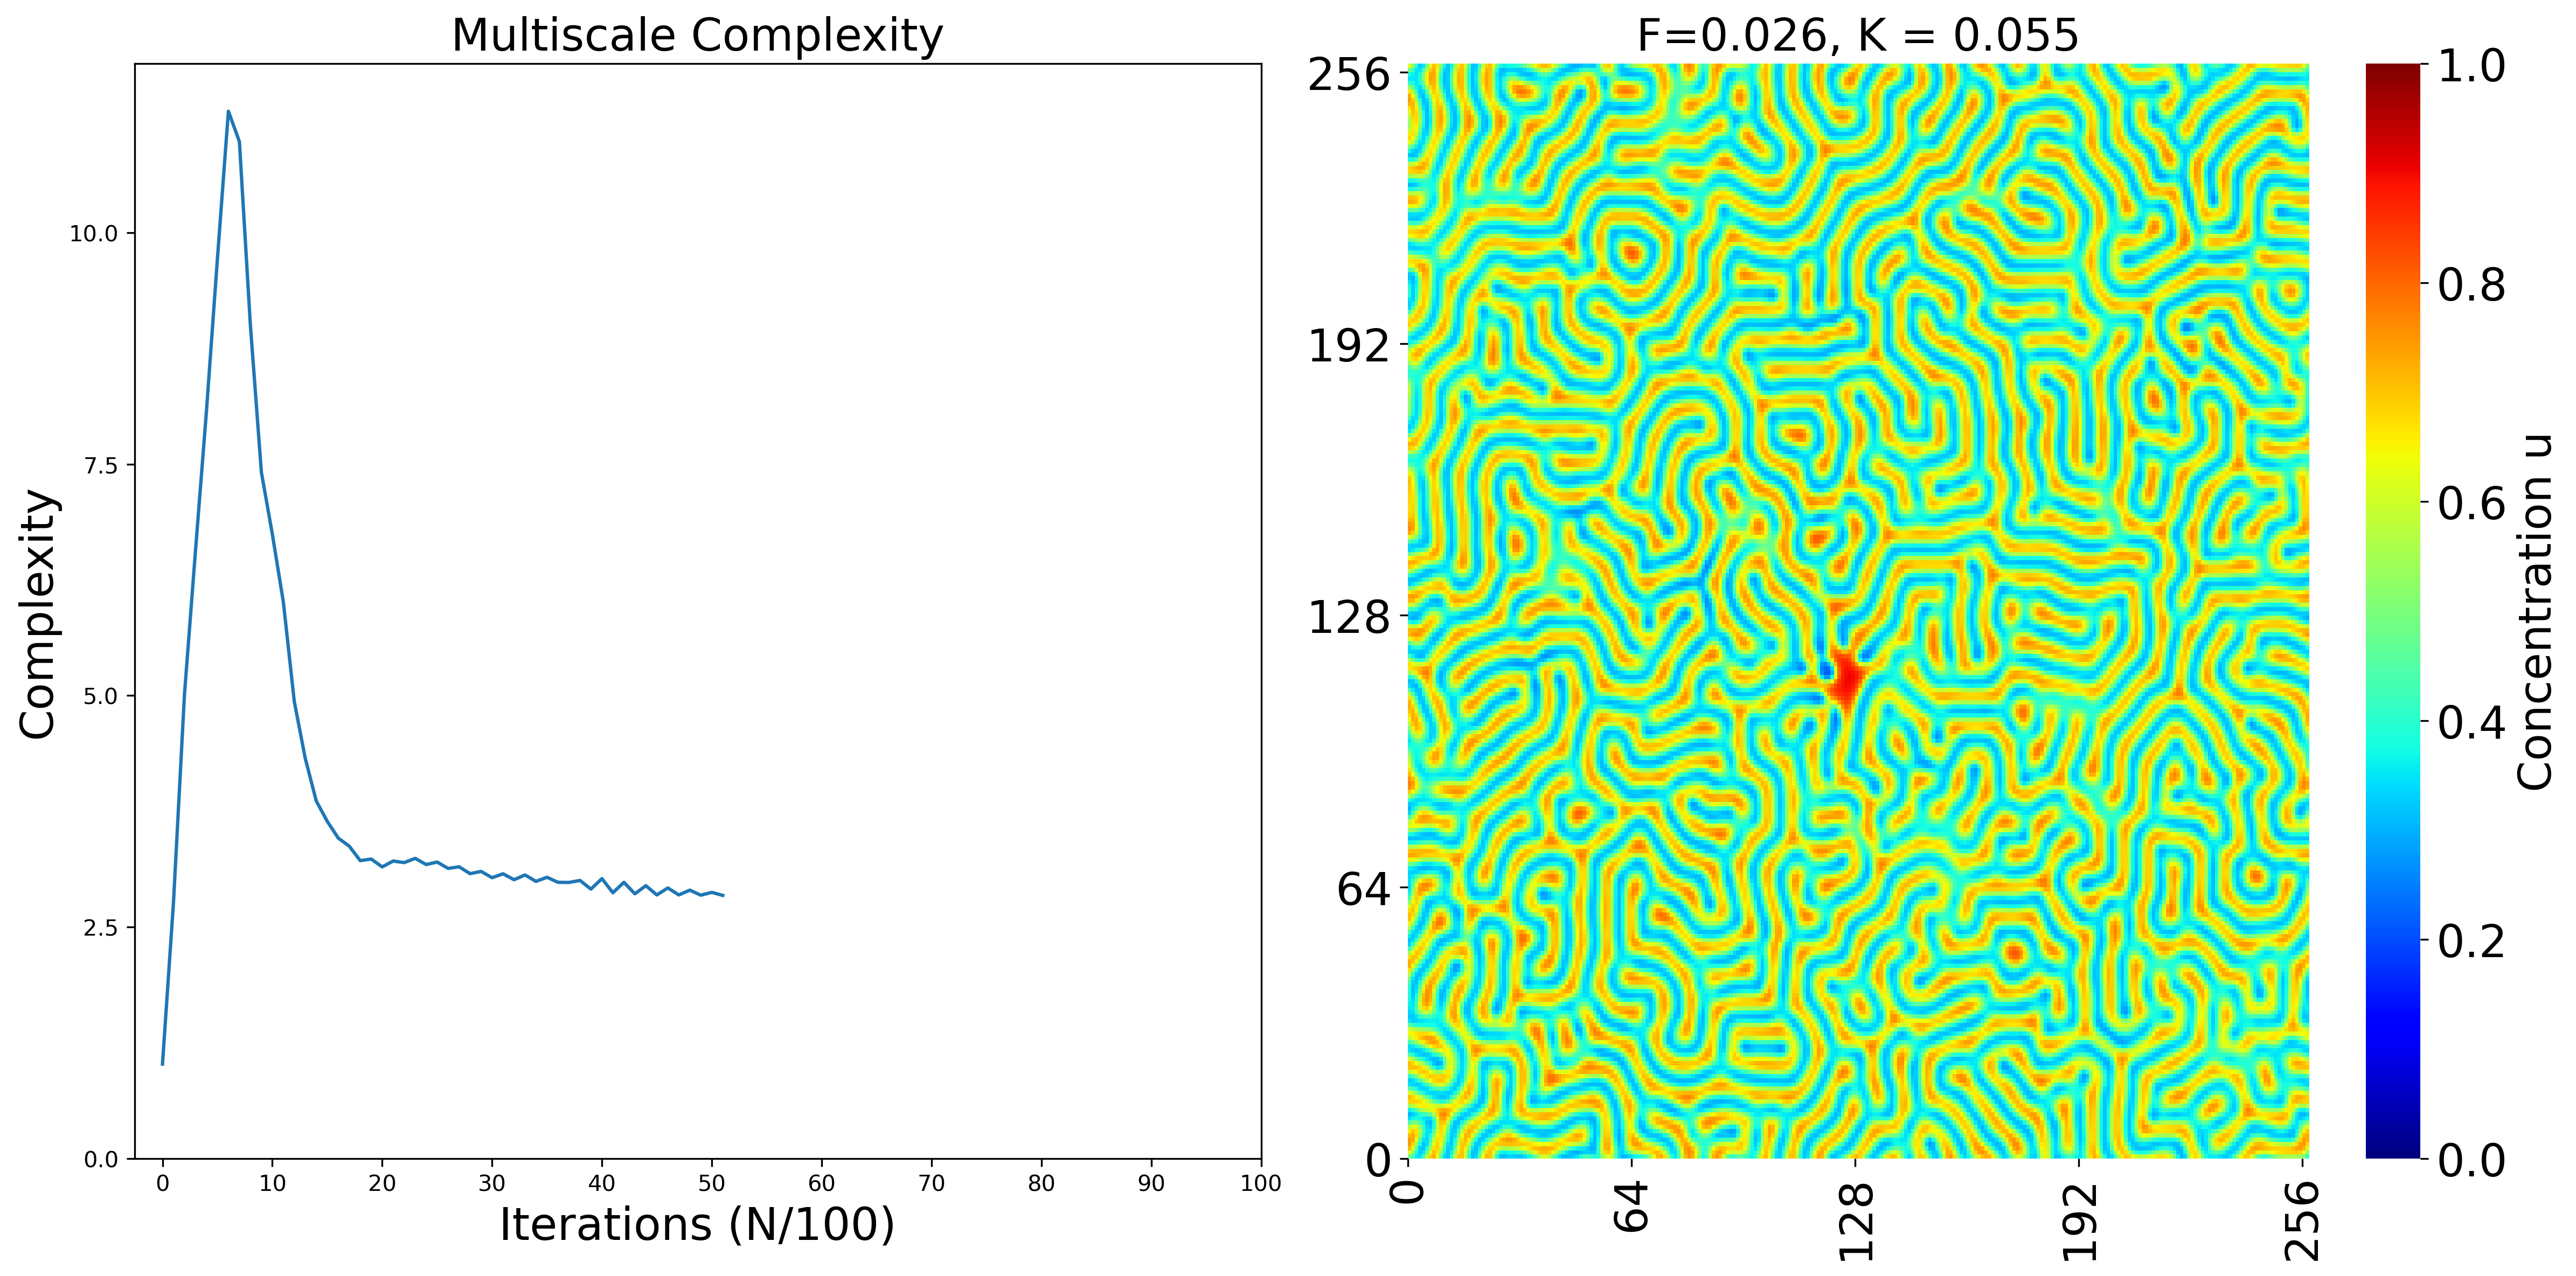 Multiscale Complexity
Complexity
10.0
7.5
5.0
2.5
0.0
0 10 20 30 40 50 60 70 80 90 100
Iterations (N/100)
F=0.026, K = 0.055
256
192
128
64
0
0 64 128 192 256
1.0
0.8
0.6
0.4
0.2
0.0
Concentration u